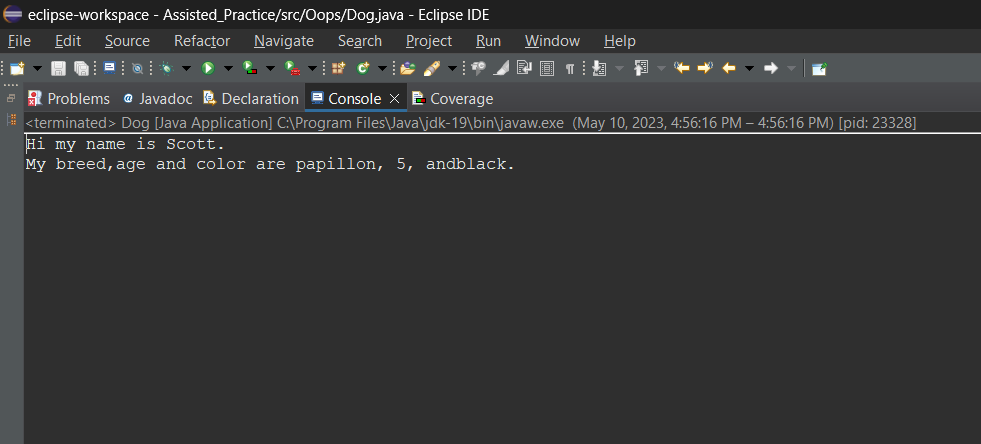 eclipse-workspace - Assisted_Practice/src/Oops/Dog.java - Eclipse IDE
File Edit Source Refactor Navigate Search Project Run Window Help
Problems Javadoc Declaration Console Coverage
<terminated> Dog [Java Application] C:\Program Files\Java\jdk-19\bin\javaw.exe (May 10, 2023, 4:56:16 PM – 4:56:16 PM) [pid: 23328]
Hi my name is Scott.
My breed,age and color are papillon, 5, andblack.